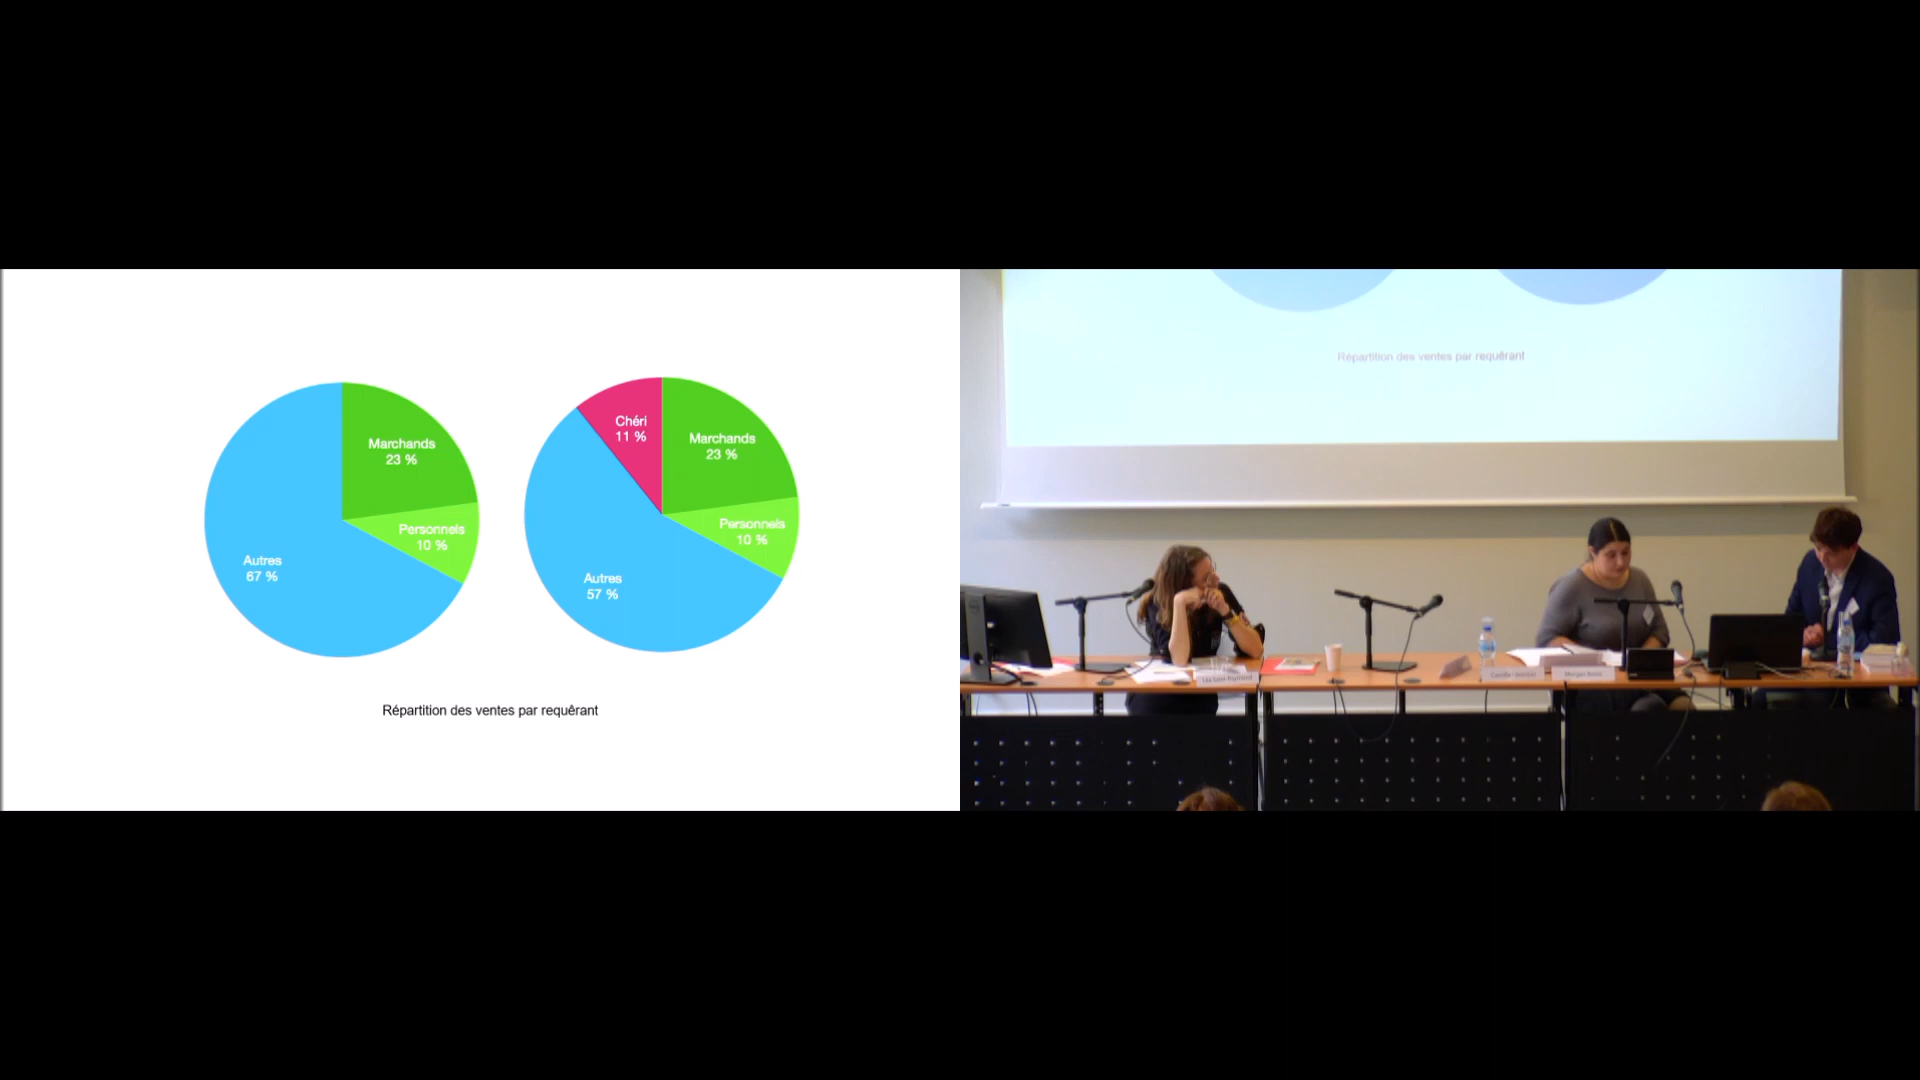 Marchands
23 %
Personnels
10 %
Autres
67 %
Chéri
11 %
Marchands
23 %
Personnels
10 %
Autres
57 %
Répartition des ventes par requêrant
Répartition des ventes par requêrant